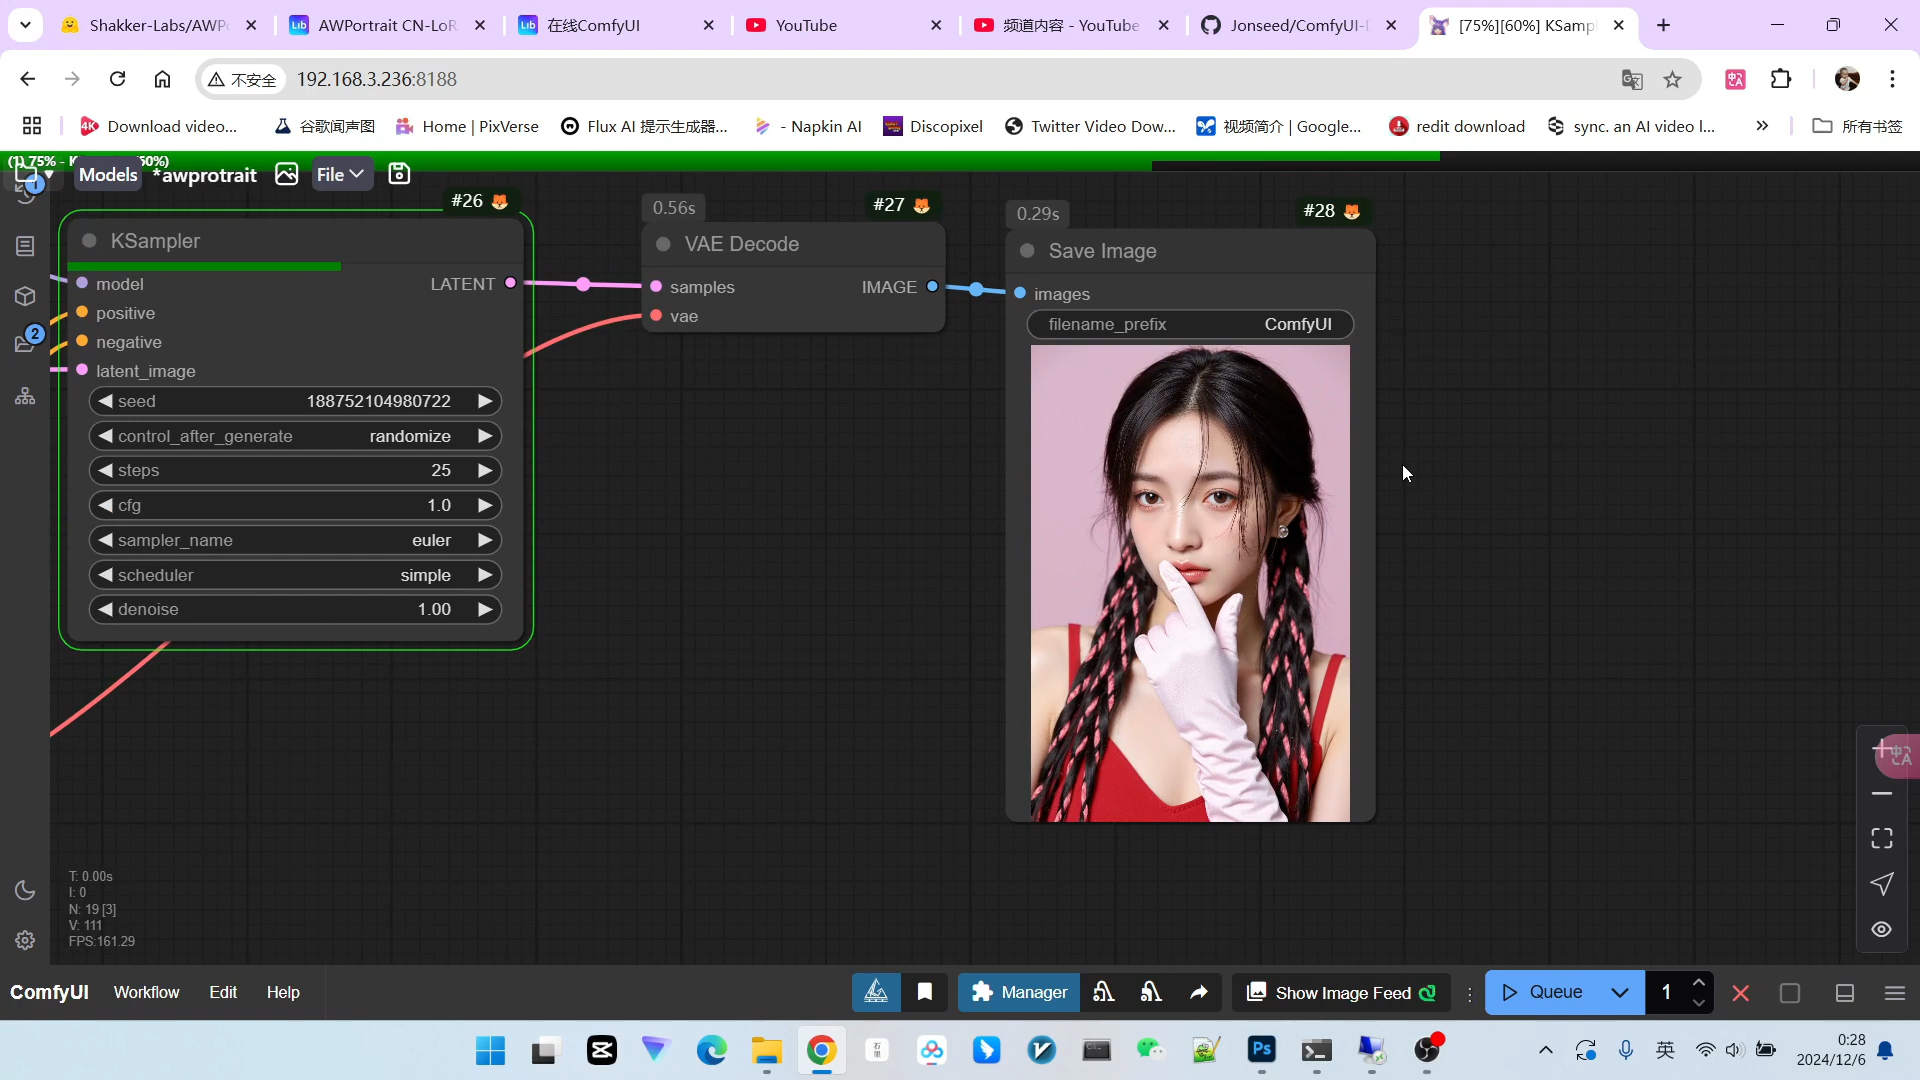 Shakker-Labs/AWP
AWPortrait CN-LoR
在线ComfyUI
YouTube
频道内容 - YouTube
Jonseed/ComfyUI-
[75%][60%] KSamp
不安全
192.168.3.236:8188
Download video...
谷歌闻声图
Home | PixVerse
Flux AI 提示生成器...
- Napkin AI
Discopixel
Twitter Video Dow...
视频简介 | Google...
redit download
sync. an AI video l...
所有书签
(1) 75% - K
60%)
Models
*awprotrait
File
1
2
#26
KSampler
model
LATENT
positive
negative
latent_image
seed 188752104980722
control_after_generate randomize
steps 25
cfg 1.0
sampler_name euler
scheduler simple
denoise 1.00
0.56s
#27
VAE Decode
samples
IMAGE
vae
0.29s
#28
Save Image
images
filename_prefix ComfyUI
T: 0.00s
I: 0
N: 19 [3]
V: 111
FPS:161.29
ComfyUI
Workflow
Edit
Help
Manager
Show Image Feed
Queue
1
Ps
英
0:28
2024/12/6